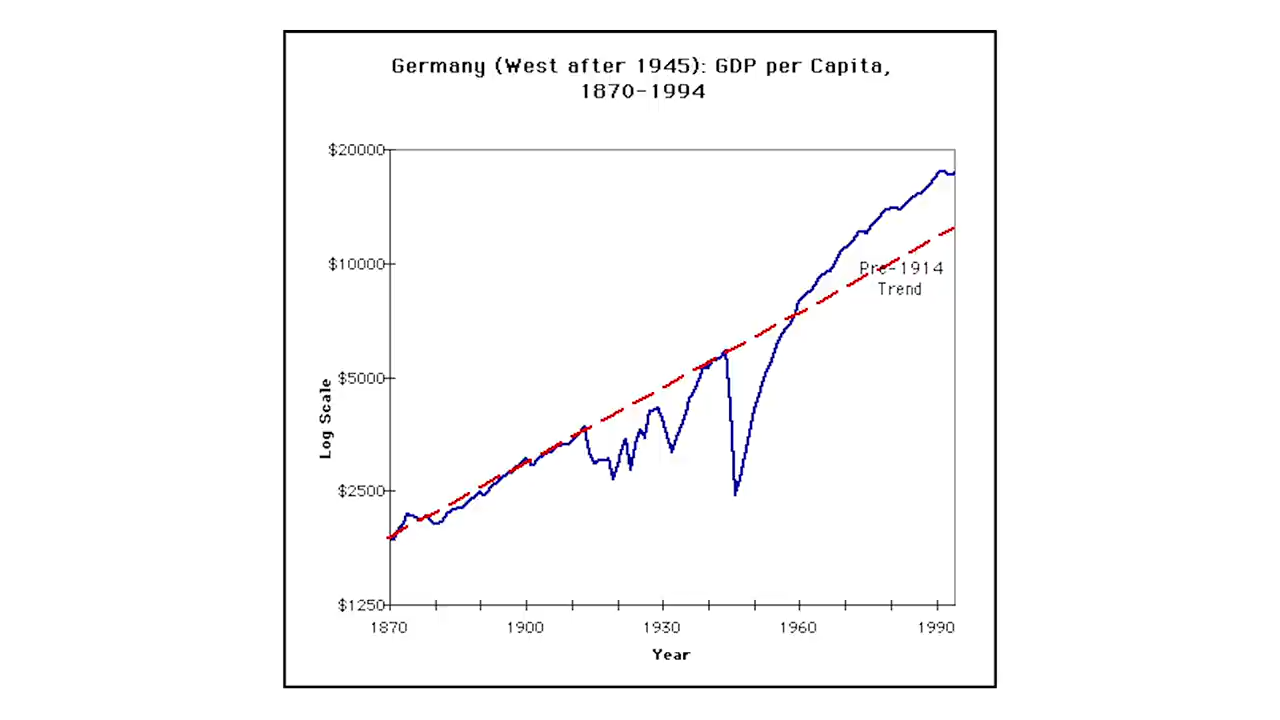 Germany (West after 1945): GDP per Capita,
1870-1994
$20000
$10000
Pre-1914
Trend
$5000
Log Scale
$2500
$1250
1870 1900 1930 1960 1990
Year